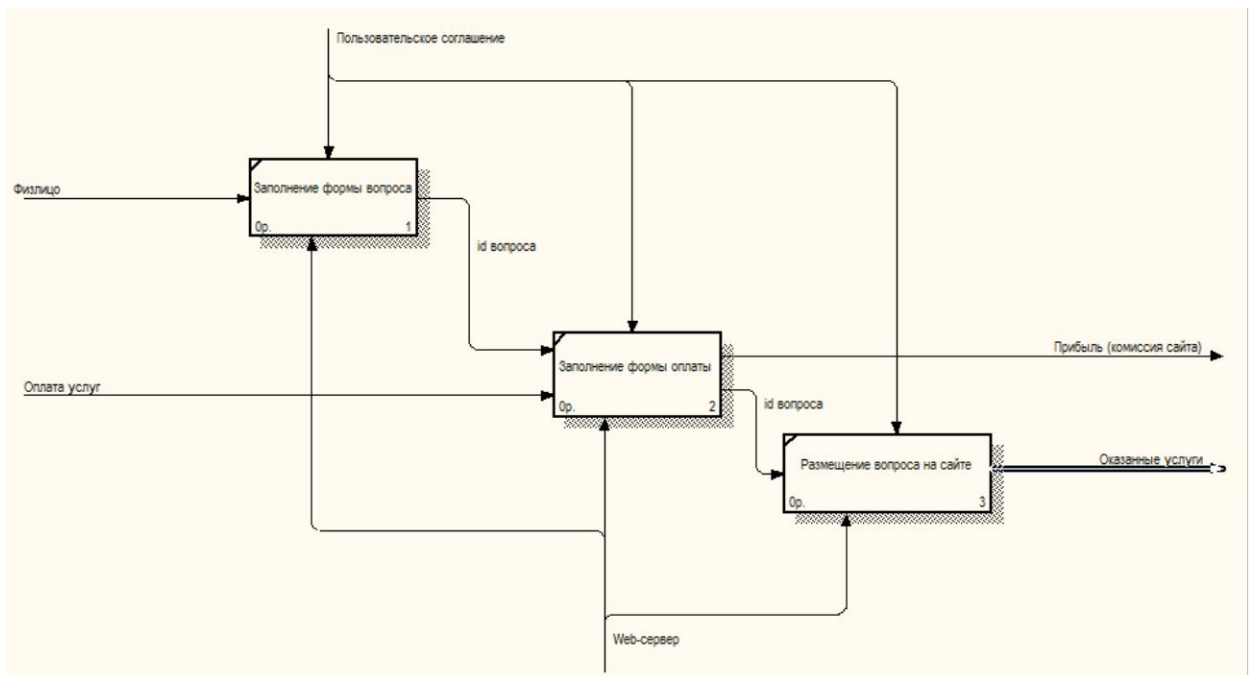 Пользовательское соглашение
Физлицо
Заполнение формы вопроса
0р.
1
id вопроса
Прибыль (комиссия сайта)
Заполнение формы оплаты
Оплата услуг
0р.
2
id вопроса
Оказанные услуги
Размещение вопроса на сайте
0р.
3
Web-сервер